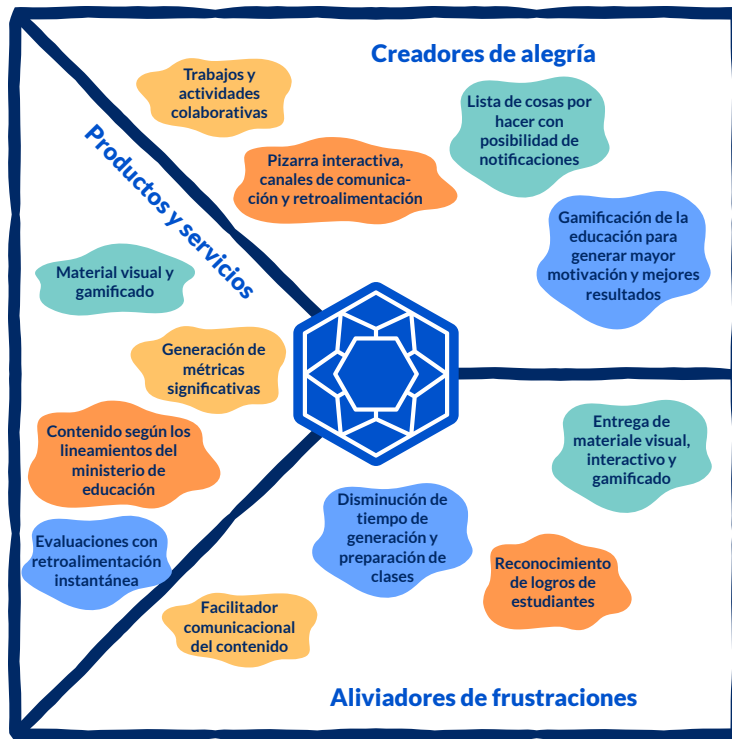 Creadores de alegría
Trabajos y
actividades
colaborativas
Lista de cosas por
hacer con
posibilidad de
notificaciones
Pizarra interactiva,
canales de comunica-
ción y retroalimentación
Gamificación de la
educación para
generar mayor
motivación y mejores
resultados
Productos y servicios
Material visual y
gamificado
Generación de
métricas
significativas
Contenido según los
lineamientos del
ministerio de
educación
Evaluaciones con
retroalimentación
instantánea
Entrega de
materiale visual,
interactivo y
gamificado
Disminución de
tiempo de
generación y
preparación de
clases
Reconocimiento
de logros de
estudiantes
Facilitador
comunicacional
del contenido
Aliviadores de frustraciones